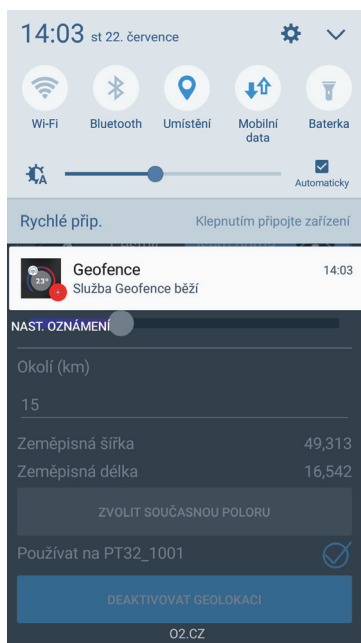 14:03 st 22. července
Wi-Fi Bluetooth Umístění Mobilní data Baterka
A
Automaticky
Rychlé příp. Klepnutím připojte zařízení
Geofence 14:03
Služba Geofence běží
23°
NAST. OZNÁMENÍ
Okolí (km)
15
Zeměpisná šířka 49,313
Zeměpisná délka 16,542
ZVOLIT SOUČASNOU POLORU
Používat na PT32_1001
DEAKTIVOVAT GEOLOKACI
O2.CZ